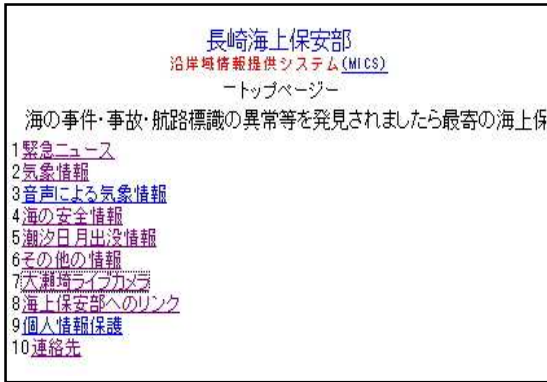 長崎海上保安部
沿岸域情報提供システム(MICS)
ートップページー
海の事件・事故・航路標識の異常等を発見されましたら最寄の海上保
1緊急ニュース
2気象情報
3音声による気象情報
4海の安全情報
5潮汐日月出没情報
6その他の情報
7大瀬埼ライブカメラ
8海上保安部へのリンク
9個人情報保護
10連絡先